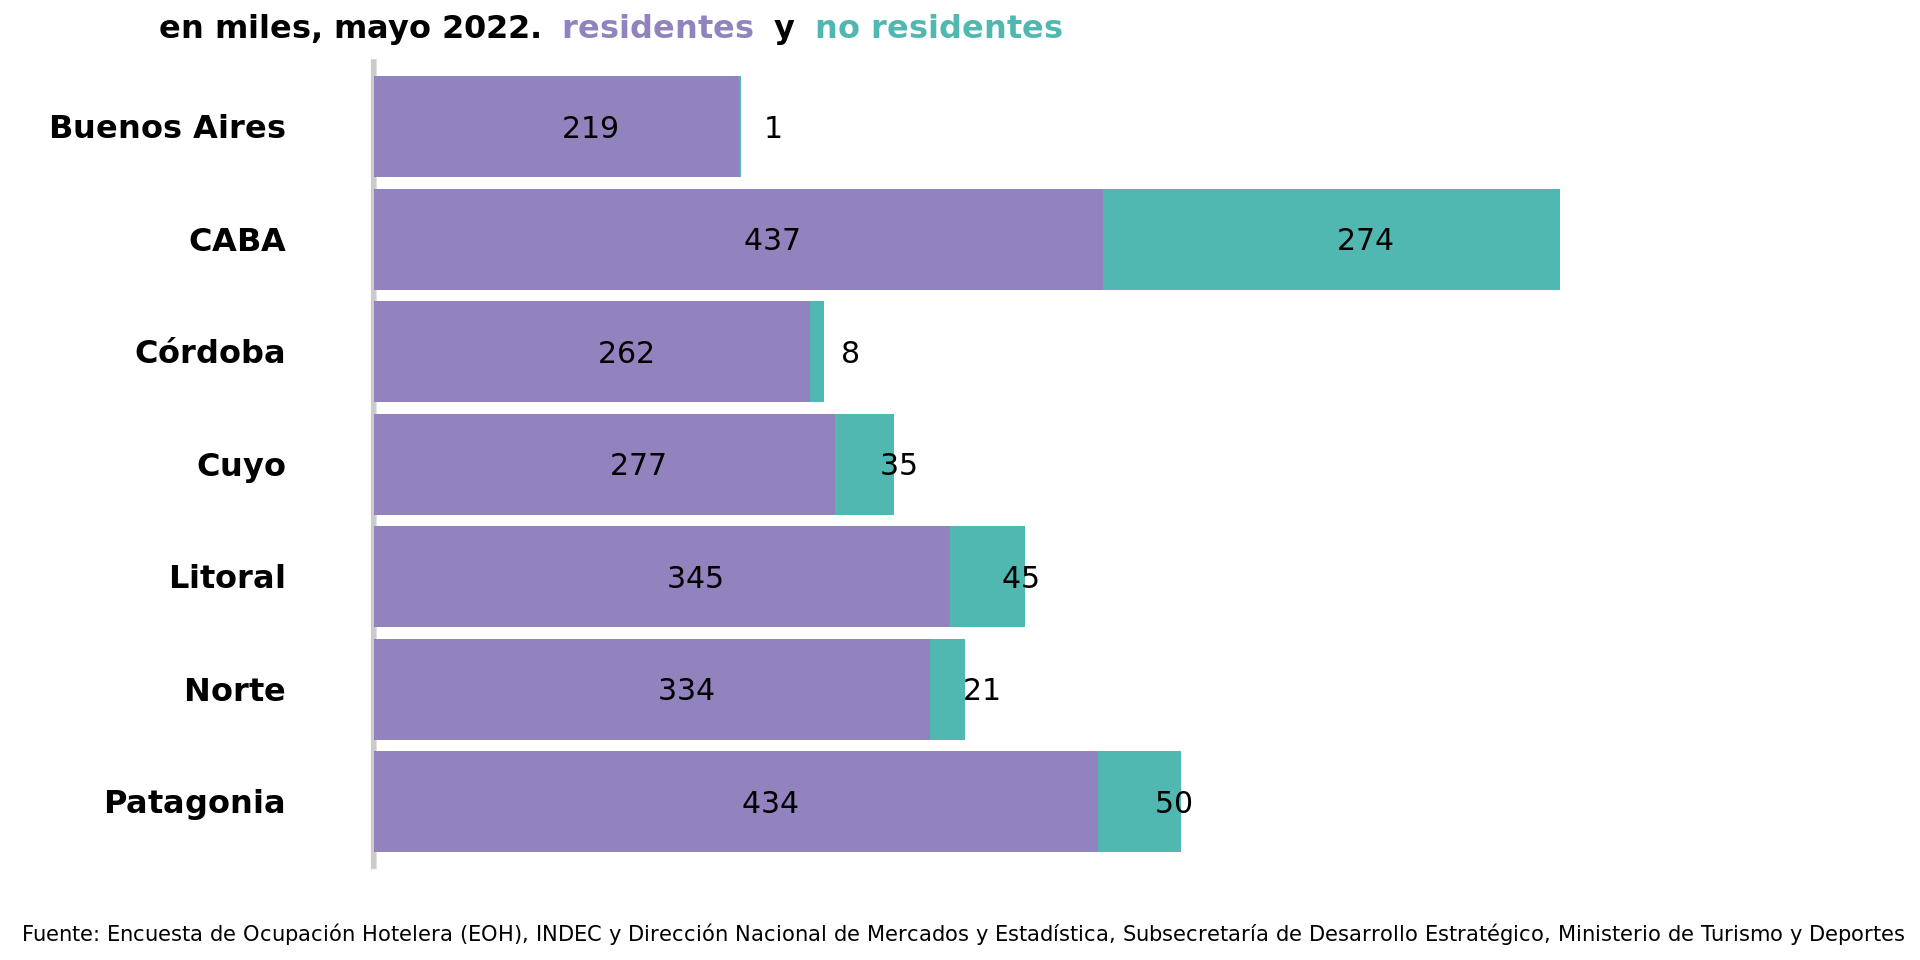 en miles, mayo 2022. residentes y no residentes
Buenos Aires 219 1
CABA 437 274
Córdoba 262 8
Cuyo 277 35
Litoral 345 45
Norte 334 21
Patagonia 434 50
Fuente: Encuesta de Ocupación Hotelera (EOH), INDEC y Dirección Nacional de Mercados y Estadística, Subsecretaría de Desarrollo Estratégico, Ministerio de Turismo y Deportes